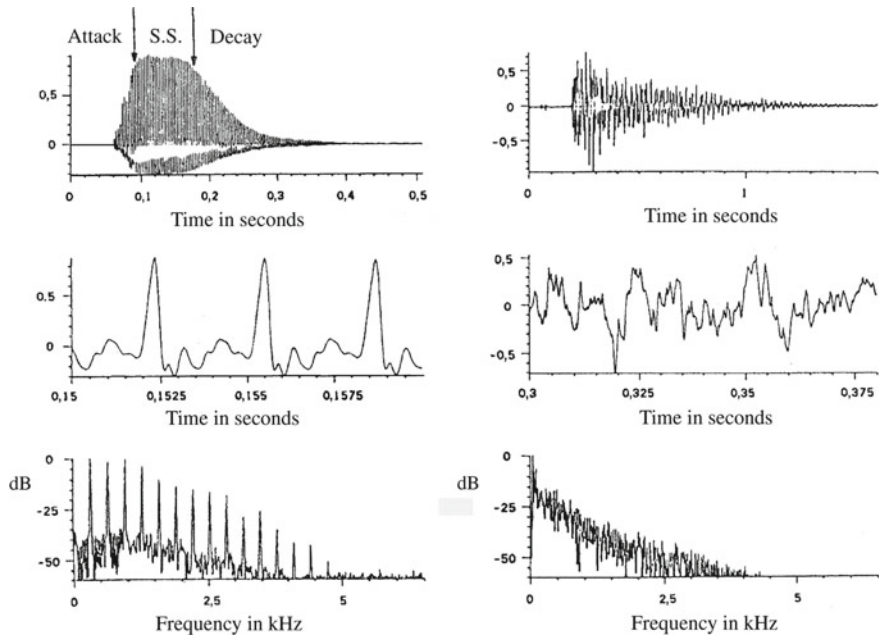 Attack S.S. Decay
0,5
0
0 0,1 0,2 0,3 0,4 0,5
Time in seconds
0,5
0
-0,5
0 1
Time in seconds
0.5
0
0,15 0,1525 0,155 0,1575
Time in seconds
0,5
0
-0,5
0,3 0,325 0,35 0,375
Time in seconds
dB
0
-25
-50
0 2,5 5
Frequency in kHz
dB
0
-25
-50
0 2,5 5
Frequency in kHz